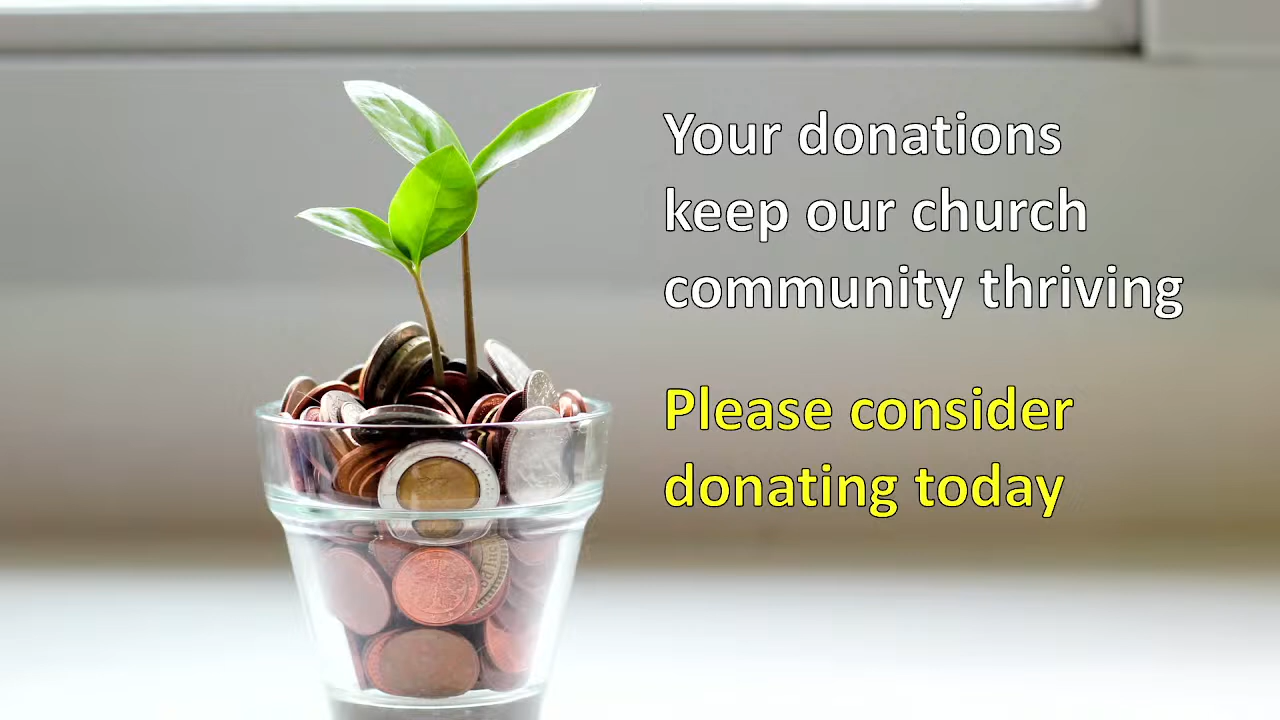 Your donations
keep our church
community thriving
Please consider
donating today